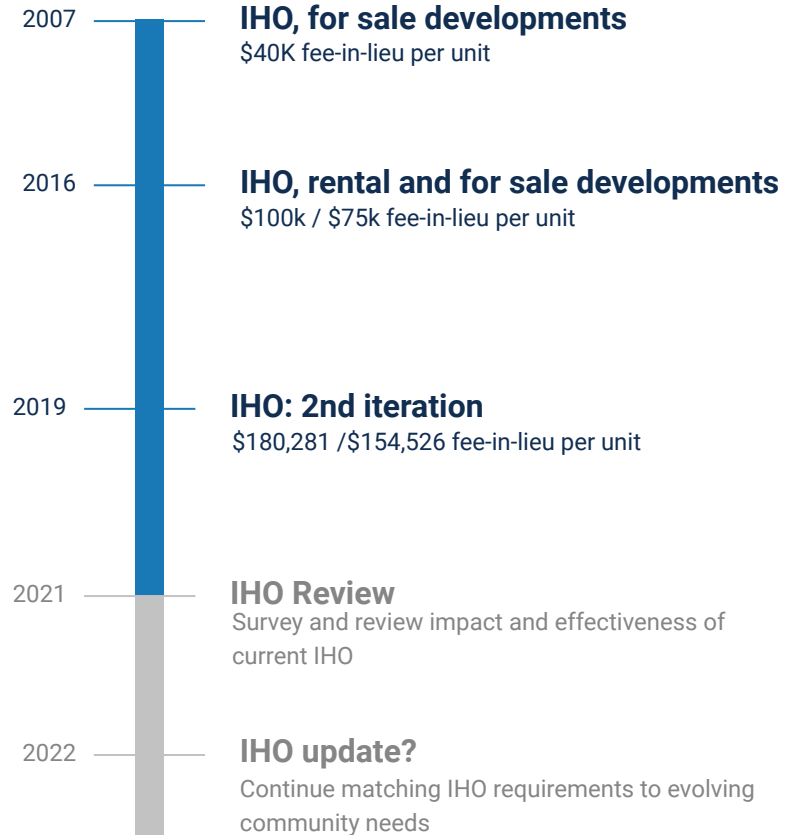 2007
IHO, for sale developments
$40K fee-in-lieu per unit
2016
IHO, rental and for sale developments
$100k / $75k fee-in-lieu per unit
2019
IHO: 2nd iteration
$180,281 /$154,526 fee-in-lieu per unit
2021
IHO Review
Survey and review impact and effectiveness of
current IHO
2022
IHO update?
Continue matching IHO requirements to evolving
community needs